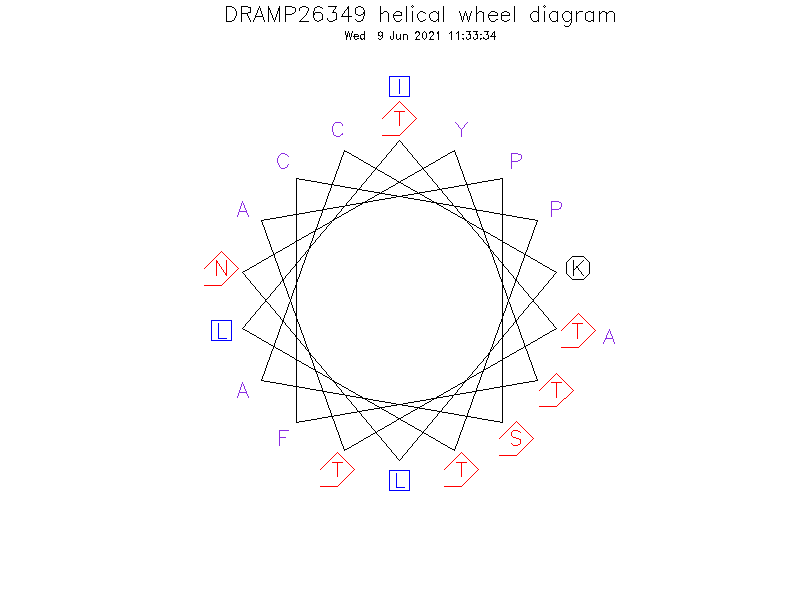 DRAMP26349 helical wheel diagram
Wed 9 Jun 2021 11:33:34
I
T
C Y
C P
A P
N K
L T A
A T
F S
T L T